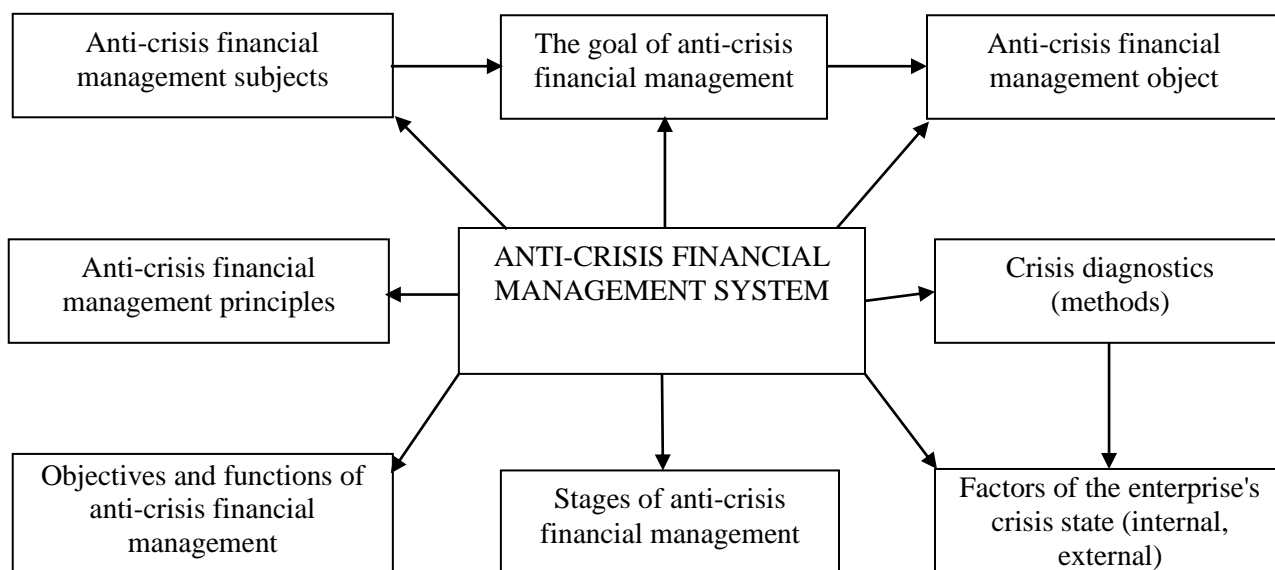 Anti-crisis financial
management subjects
The goal of anti-crisis
financial management
Anti-crisis financial
management object
Anti-crisis financial
management principles
ANTI-CRISIS FINANCIAL
MANAGEMENT SYSTEM
Crisis diagnostics
(methods)
Objectives and functions of
anti-crisis financial
management
Stages of anti-crisis
financial management
Factors of the enterprise's
crisis state (internal,
external)